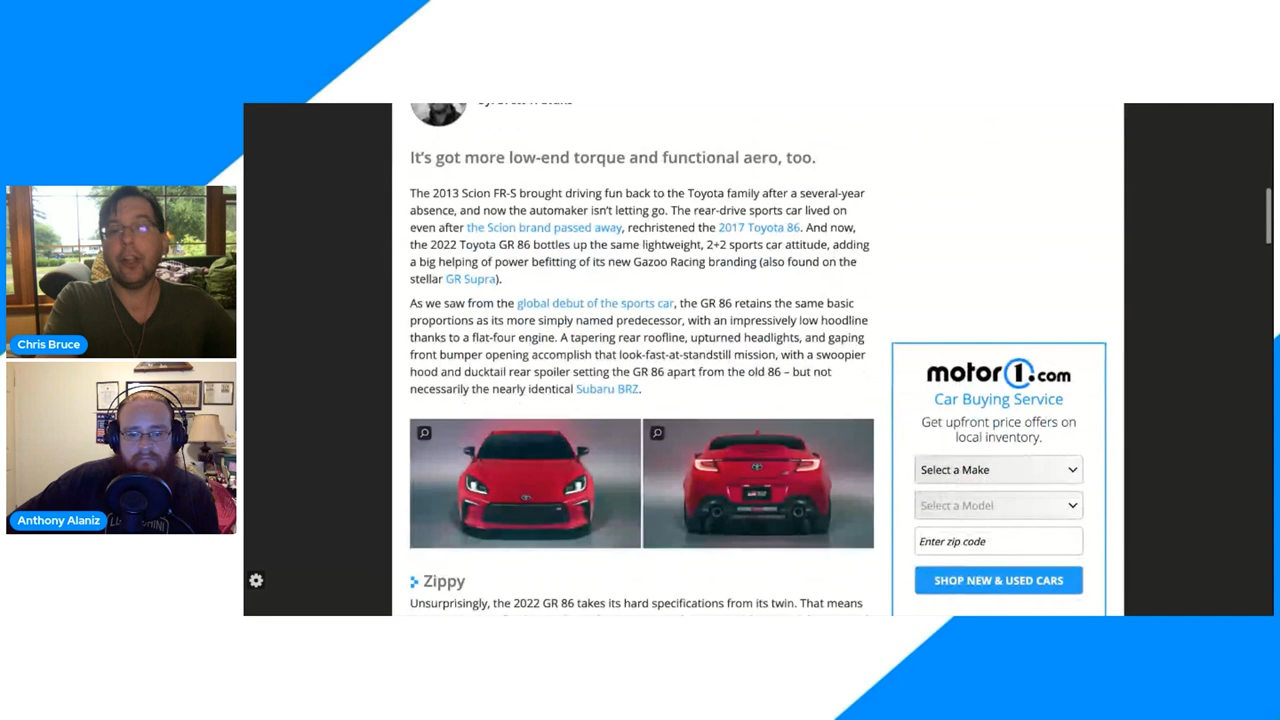 It's got more low-end torque and functional aero, too.
The 2013 Scion FR-S brought driving fun back to the Toyota family after a several-year
absence, and now the automaker isn't letting go. The rear-drive sports car lived on
even after the Scion brand passed away, rechristened the 2017 Toyota 86. And now,
the 2022 Toyota GR 86 bottles up the same lightweight, 2+2 sports car attitude, adding
a big helping of power befitting of its new Gazoo Racing branding (also found on the
stellar GR Supra).
As we saw from the global debut of the sports car, the GR 86 retains the same basic
proportions as its more simply named predecessor, with an impressively low hoodline
thanks to a flat-four engine. A tapering rear roofline, upturned headlights, and gaping
front bumper opening accomplish that look-fast-at-standstill mission, with a swoopier
hood and ducktail rear spoiler setting the GR 86 apart from the old 86 – but not
necessarily the nearly identical Subaru BRZ.
Zippy
Unsurprisingly, the 2022 GR 86 takes its hard specifications from its twin. That means
motor1.com
Car Buying Service
Get upfront price offers on
local inventory.
Select a Make
Select a Model
Enter zip code
SHOP NEW & USED CARS
Chris Bruce
Anthony Alaniz